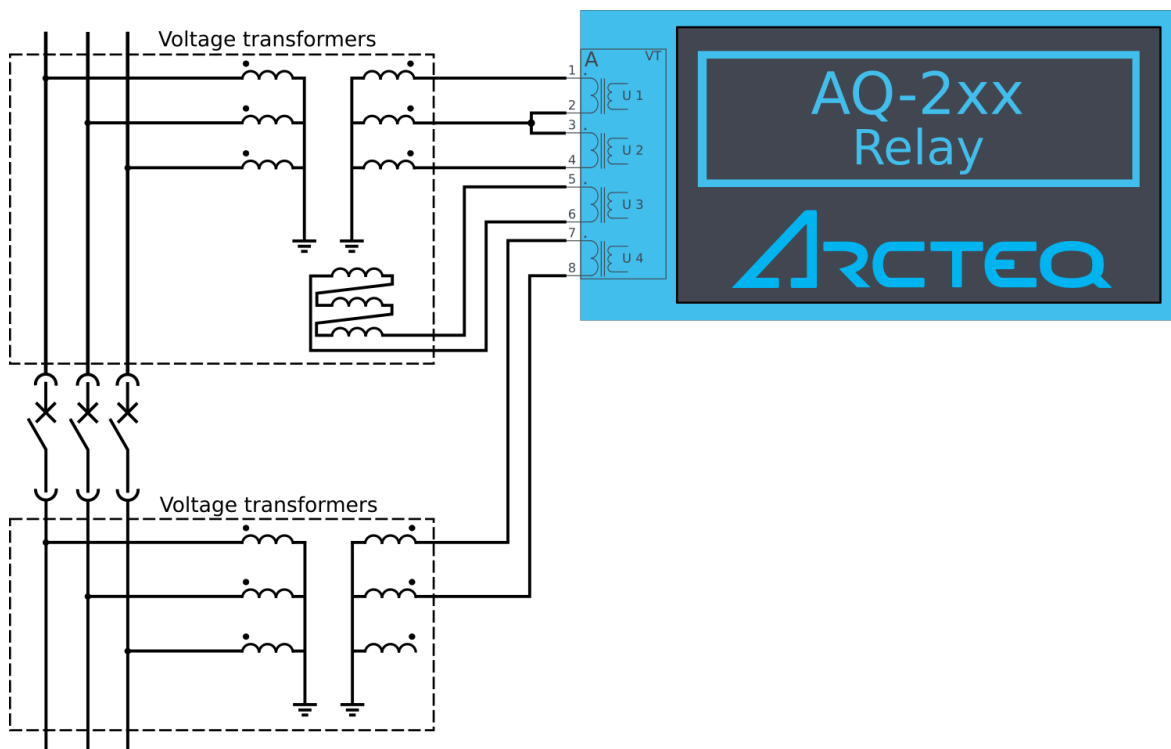 Voltage transformers
A VT
1
U 1
2
3
U 2
4
5
U 3
6
7
U 4
8
AQ-2xx
Relay
ARCTEQ
Voltage transformers